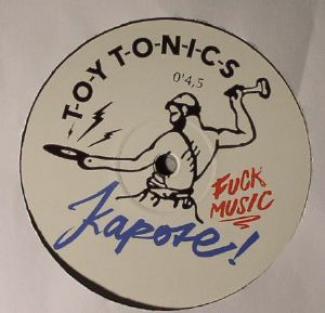 T-O-Y T-O-N-I-C-S
0'4,5
FUCK
MUSIC
Kapote!